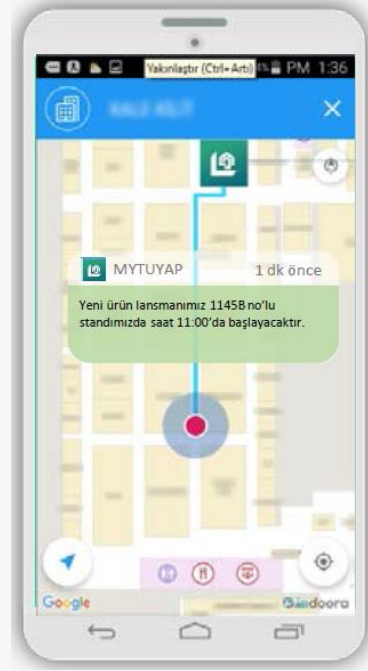 Yakınlaştır (Ctrl+Artı)
PM 1:36
MYTUYAP 1 dk önce
Yeni ürün lansmanımız 1145B no’lu
standımızda saat 11:00’da başlayacaktır.
Google
indoora